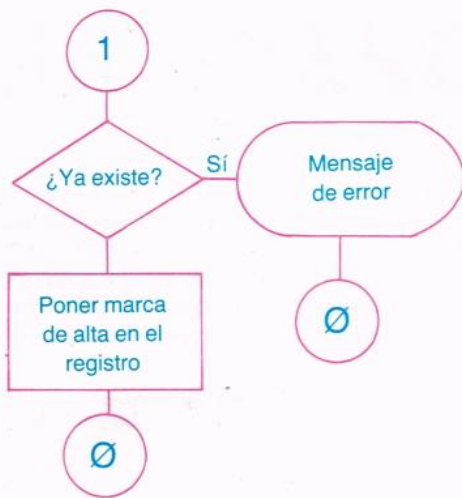 1
¿Ya existe?
Sí
Mensaje
de error
Poner marca
de alta en el
registro
Ø
Ø